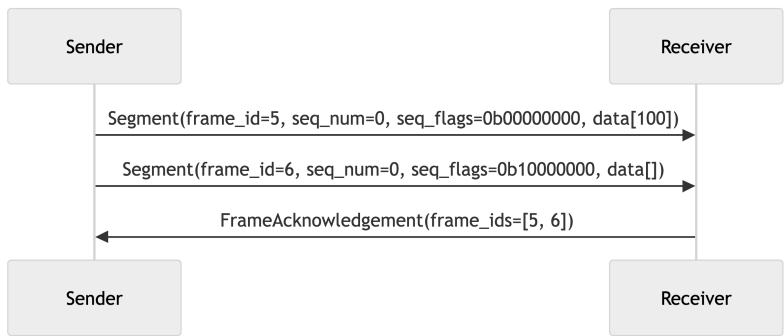 Sender
Receiver
Segment(frame_id=5, seq_num=0, seq_flags=0b00000000, data[100])
Segment(frame_id=6, seq_num=0, seq_flags=0b10000000, data[])
FrameAcknowledgement(frame_ids=[5, 6])
Sender
Receiver